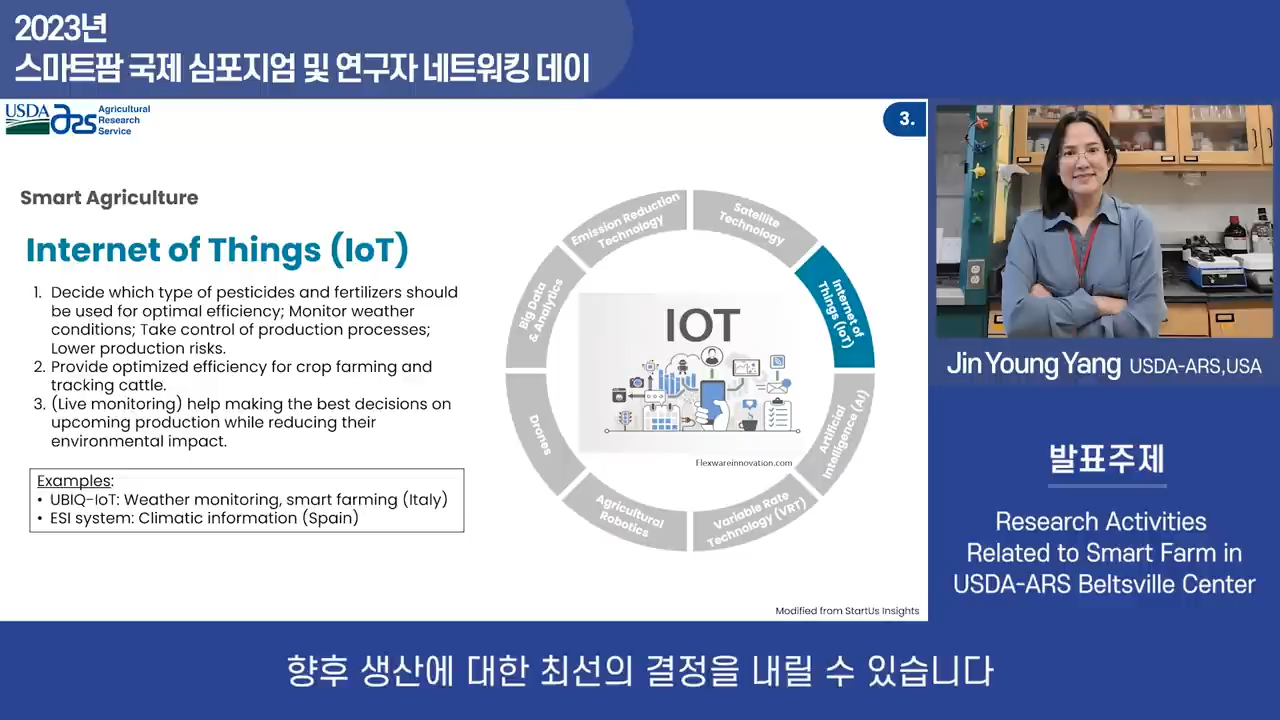 2023년
스마트팜 국제 심포지엄 및 연구자 네트워킹 데이
USDA ars Agricultural
Research
Service
3.
Smart Agriculture
Internet of Things (IoT)
1. Decide which type of pesticides and fertilizers should
be used for optimal efficiency; Monitor weather
conditions; Take control of production processes;
Lower production risks.
2. Provide optimized efficiency for crop farming and
tracking cattle.
3. (Live monitoring) help making the best decisions on
upcoming production while reducing their
environmental impact.
Examples:
• UBIQ-IoT: Weather monitoring, smart farming (Italy)
• ESI system: Climatic information (Spain)
Emission Reduction
Technology
Satellite
Technology
Internet of
Things (IoT)
Artificial
Intelligence (AI)
Variable Rate
Technology (VRT)
Agricultural
Robotics
Drones
Big Data
& Analytics
IOT
Flexwareinnovation.com
Modified from StartUs Insights
Jin Young Yang USDA-ARS,USA
발표주제
Research Activities
Related to Smart Farm in
USDA-ARS Beltsville Center
향후 생산에 대한 최선의 결정을 내릴 수 있습니다